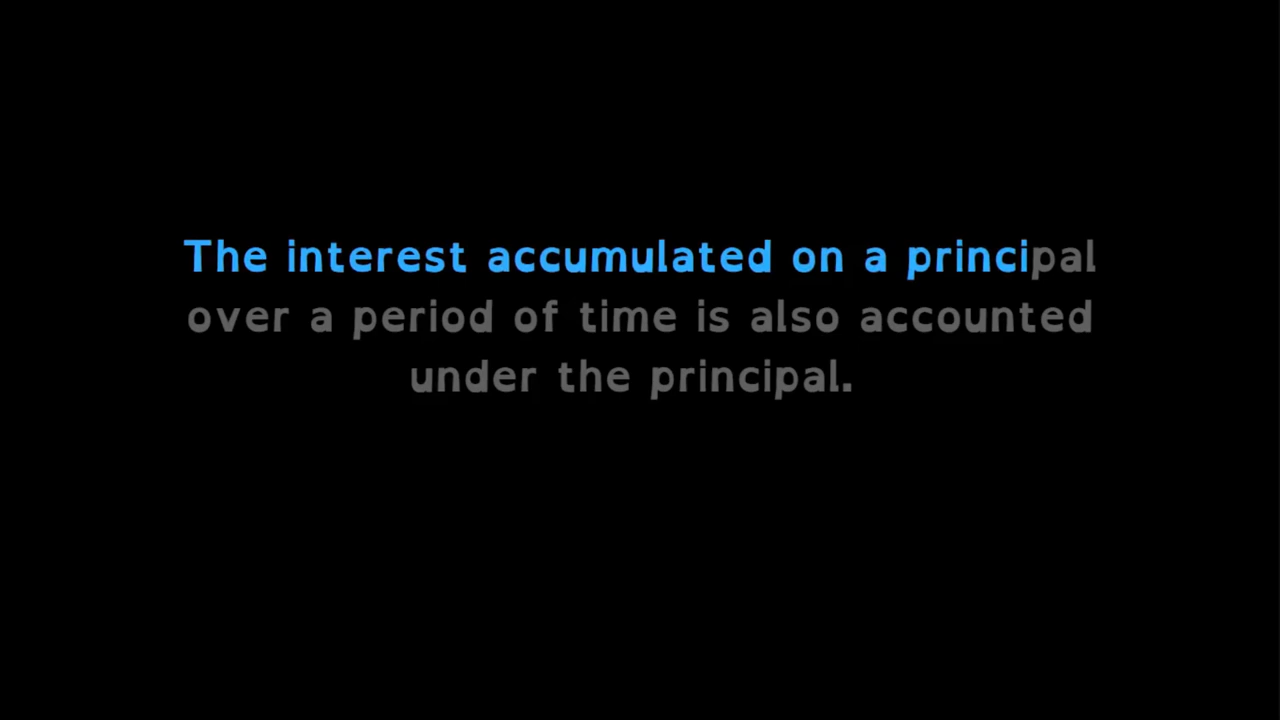 The interest accumulated on a principal
over a period of time is also accounted
under the principal.